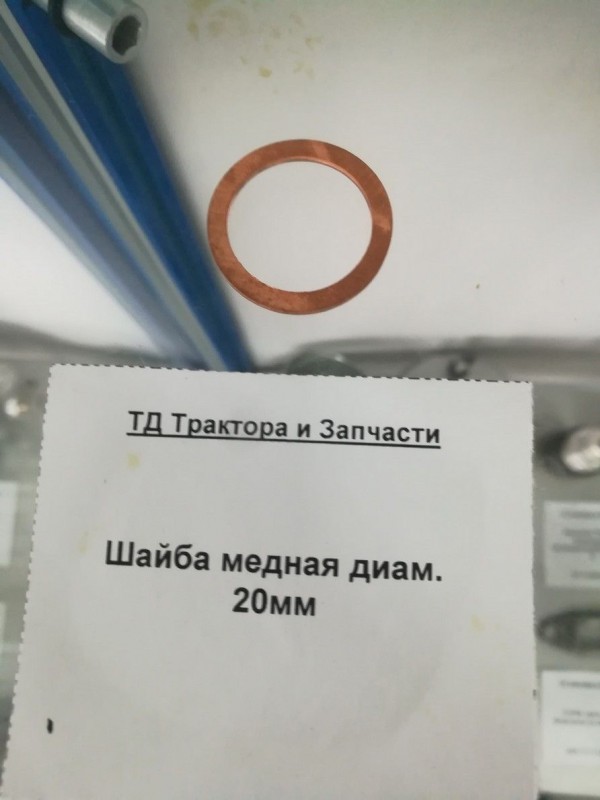 ТД Трактора и Запчасти
Шайба медная диам.
20мм